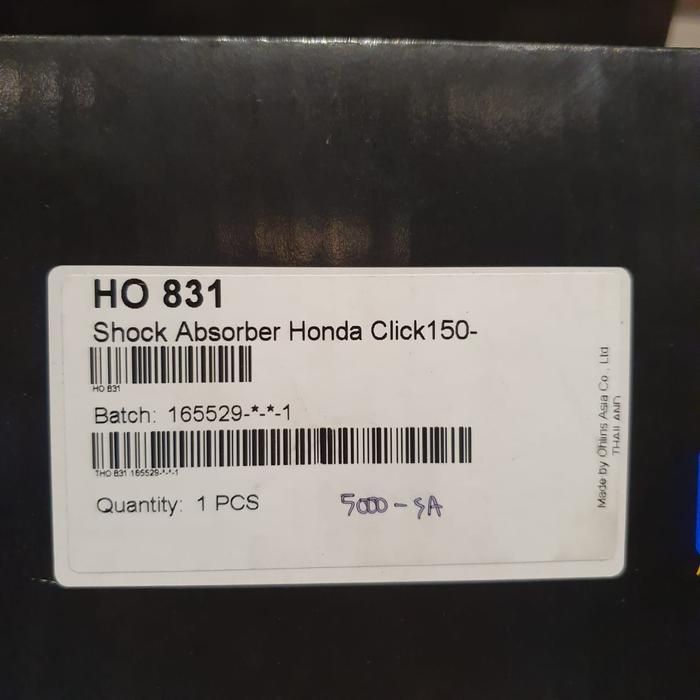 HO 831
Shock Absorber Honda Click150-
HO 831
Batch: 165529-*-*-1
THO 831 165529-*-*-1
Quantity: 1 PCS
5000-SA
Made by Ohlins Asia Co., Ltd
THAILAND